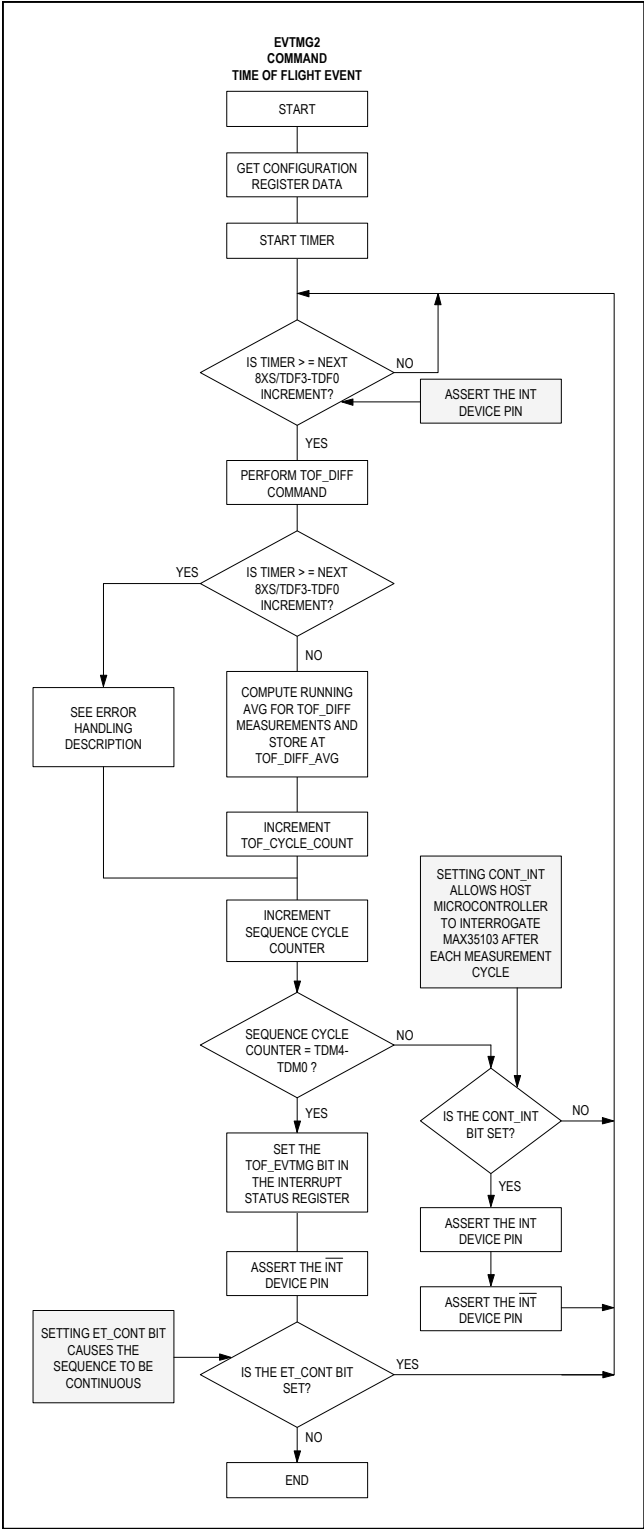 EVTMG2
COMMAND
TIME OF FLIGHT EVENT
START
GET CONFIGURATION
REGISTER DATA
START TIMER
IS TIMER > = NEXT
8XS/TDF3-TDF0
INCREMENT?
NO
ASSERT THE INT
DEVICE PIN
YES
PERFORM TOF_DIFF
COMMAND
YES
IS TIMER > = NEXT
8XS/TDF3-TDF0
INCREMENT?
NO
SEE ERROR
HANDLING
DESCRIPTION
COMPUTE RUNNING
AVG FOR TOF_DIFF
MEASUREMENTS AND
STORE AT
TOF_DIFF_AVG
INCREMENT
TOF_CYCLE_COUNT
SETTING CONT_INT
ALLOWS HOST
MICROCONTROLLER
TO INTERROGATE
MAX35103 AFTER
EACH MEASUREMENT
CYCLE
INCREMENT
SEQUENCE CYCLE
COUNTER
SEQUENCE CYCLE
COUNTER = TDM4-
TDM0 ?
NO
IS THE CONT_INT
BIT SET?
NO
YES
SET THE
TOF_EVTMG BIT IN
THE INTERRUPT
STATUS REGISTER
YES
ASSERT THE INT
DEVICE PIN
ASSERT THE INT
DEVICE PIN
ASSERT THE INT
DEVICE PIN
SETTING ET_CONT BIT
CAUSES THE
SEQUENCE TO BE
CONTINUOUS
IS THE ET_CONT BIT
SET?
YES
NO
END